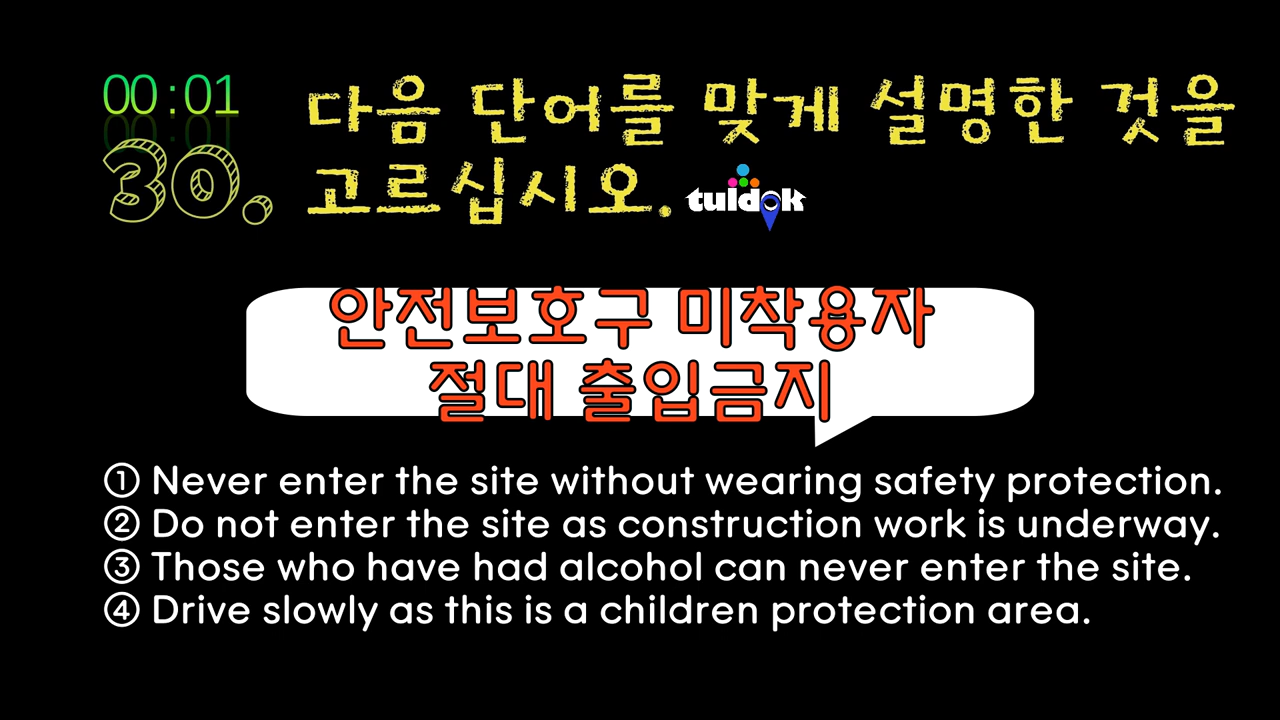 00:01
30. 다음 단어를 맞게 설명한 것을
고르십시오. tuldok
안전보호구 미착용자
절대 출입금지
① Never enter the site without wearing safety protection.
② Do not enter the site as construction work is underway.
③ Those who have had alcohol can never enter the site.
④ Drive slowly as this is a children protection area.